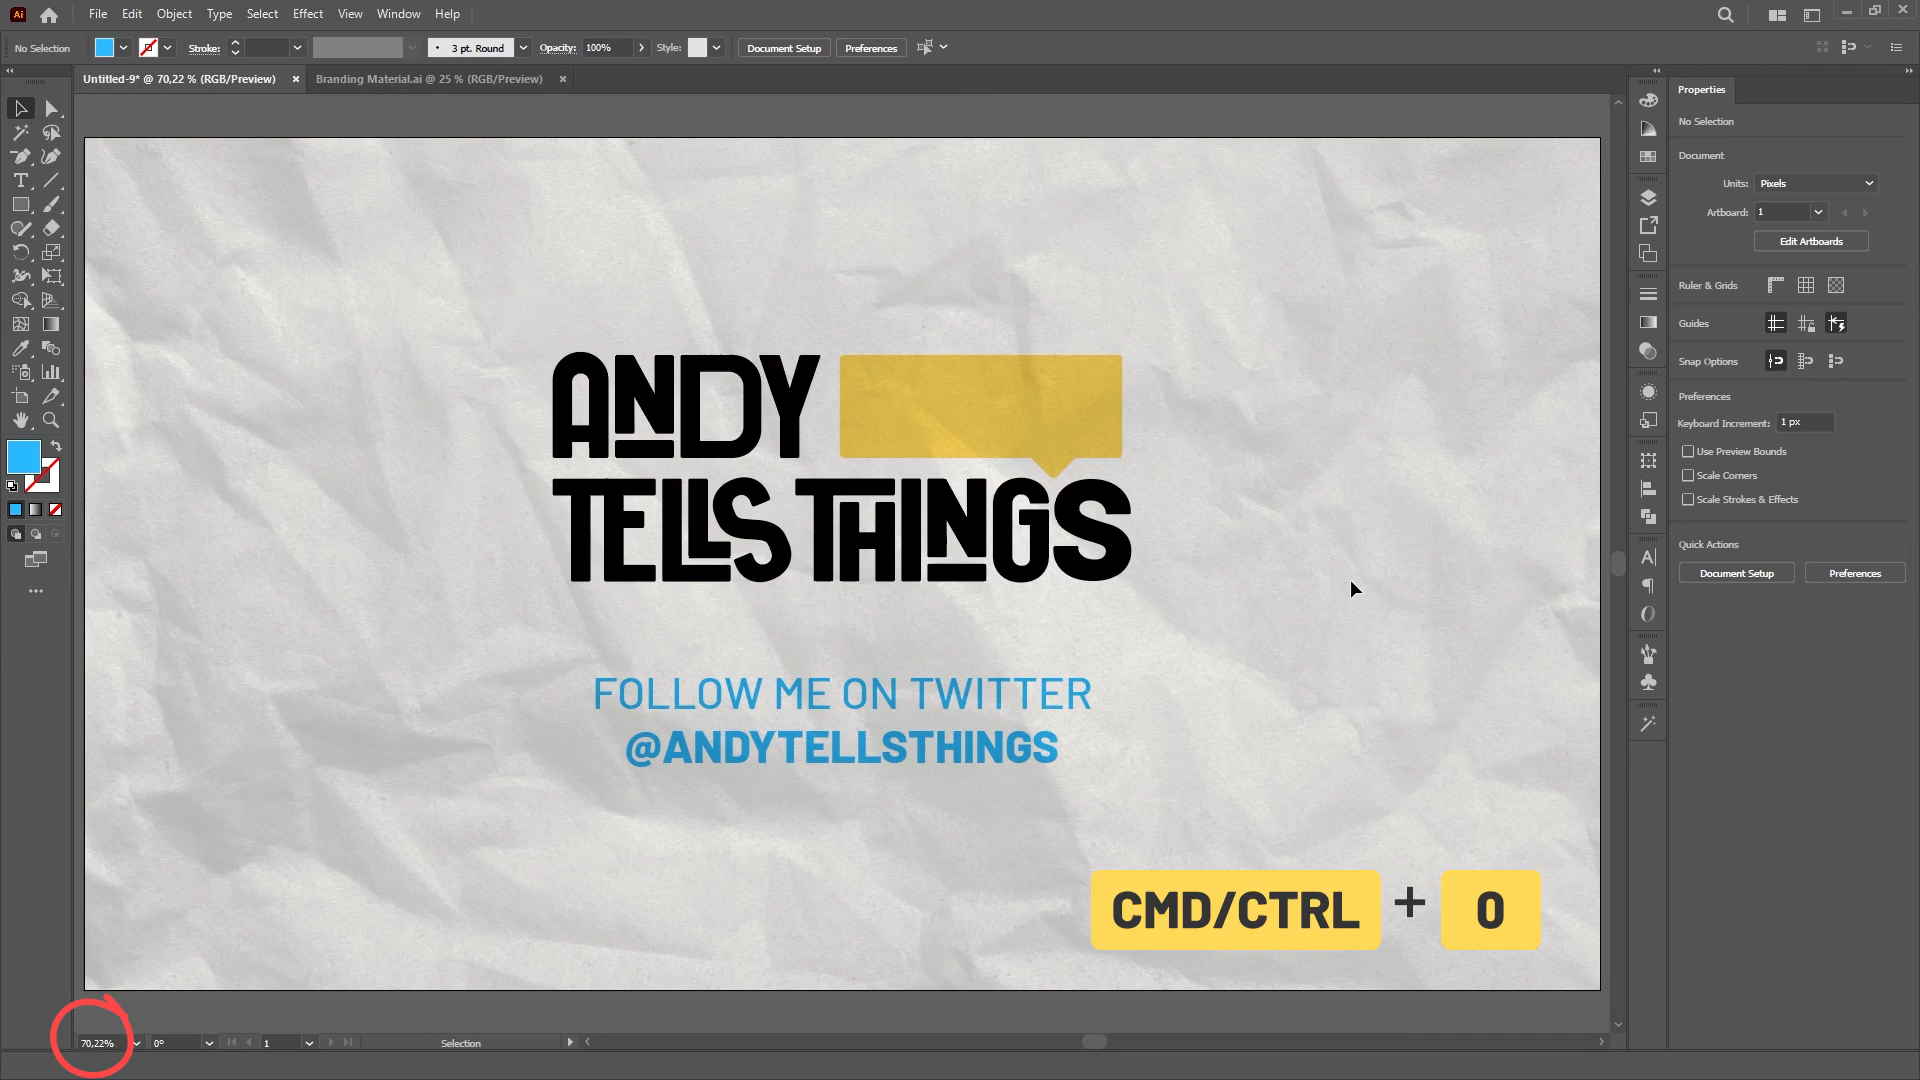 Ai File Edit Object Type Select Effect View Window Help
No Selection Stroke: 3 pt. Round Opacity: 100% Style: Document Setup Preferences
Untitled-9* @ 70,22 % (RGB/Preview) Branding Material.ai @ 25 % (RGB/Preview)
Properties
No Selection
Document
Units: Pixels
Artboard: 1
Edit Artboards
Ruler & Grids
Guides
Snap Options
Preferences
Keyboard Increment: 1 px
Use Preview Bounds
Scale Corners
Scale Strokes & Effects
Quick Actions
Document Setup Preferences
ANDY
TELLS THINGS
FOLLOW ME ON TWITTER
@ANDYTELLSTHINGS
CMD/CTRL + 0
70,22% 0° 1 Selection